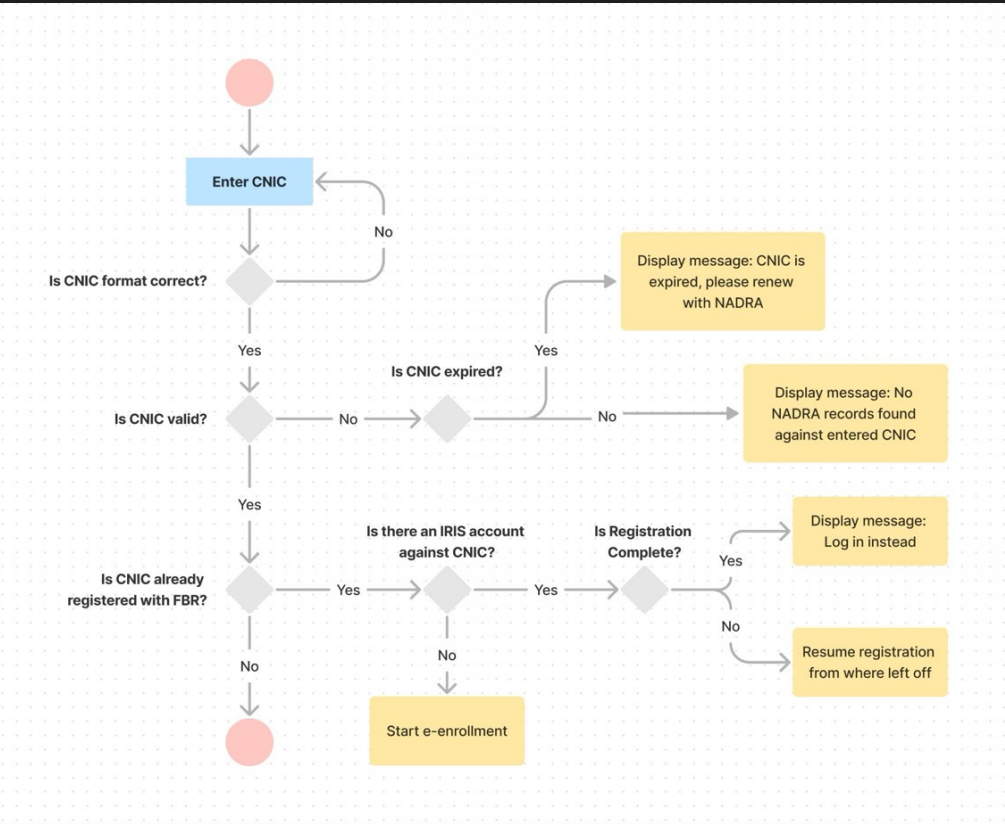 Enter CNIC
No
Is CNIC format correct?
Display message: CNIC is
expired, please renew
with NADRA
Yes
Yes
Is CNIC expired?
Is CNIC valid?
No
No
Display message: No
NADRA records found
against entered CNIC
Yes
Is there an IRIS account
against CNIC?
Is Registration
Complete?
Display message:
Log in instead
Yes
Is CNIC already
registered with FBR?
Yes
Yes
No
No
No
Resume registration
from where left off
Start e-enrollment